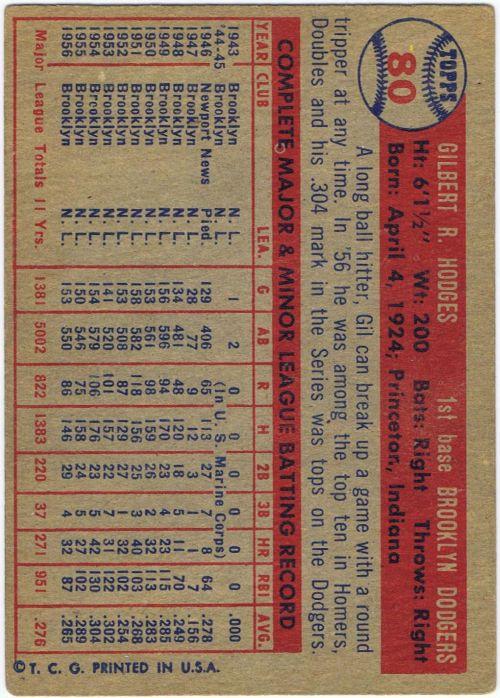 TOPPS
80
GILBERT R. HODGES 1st base BROOKLYN DODGERS
Ht: 6'1½" Wt: 200 Bats: Right Throws: Right
Born: April 4, 1924; Princeton, Indiana
A long ball hitter, Gil can break up a game with a round
tripper at any time. In '56 he was among the top ten in Homers,
Doubles and his .304 mark in the Series was tops on the Dodgers.
COMPLETE MAJOR & MINOR LEAGUE BATTING RECORD
YEAR CLUB LEA. G AB R H 2B 3B HR RBI AVG.
1943 Brooklyn N. L. 1 2 0 0 0 0 0 0 .000
'44-45 (In U. S. Marine Corps)
1946 Newport News Pied 129 406 65 113 27 7 8 64 .278
1947 Brooklyn N. L. 28 77 9 12 3 1 1 7 .156
1948 Brooklyn N. L. 134 481 48 120 18 5 11 70 .249
1949 Brooklyn N. L. 156 596 94 170 23 4 23 115 .285
1950 Brooklyn N. L. 153 561 98 159 26 2 32 113 .283
1951 Brooklyn N. L. 158 582 118 156 25 3 40 103 .268
1952 Brooklyn N. L. 153 508 87 129 27 1 32 102 .254
1953 Brooklyn N. L. 141 520 101 157 22 7 31 122 .302
1954 Brooklyn N. L. 154 579 106 176 23 5 42 130 .304
1955 Brooklyn N. L. 150 546 75 158 24 5 27 102 .289
1956 Brooklyn N. L. 153 550 86 146 29 4 32 87 .265
Major League Totals 11 Yrs. 1381 5002 822 1383 220 37 271 951 .276
© T. C. G. PRINTED IN U.S.A.